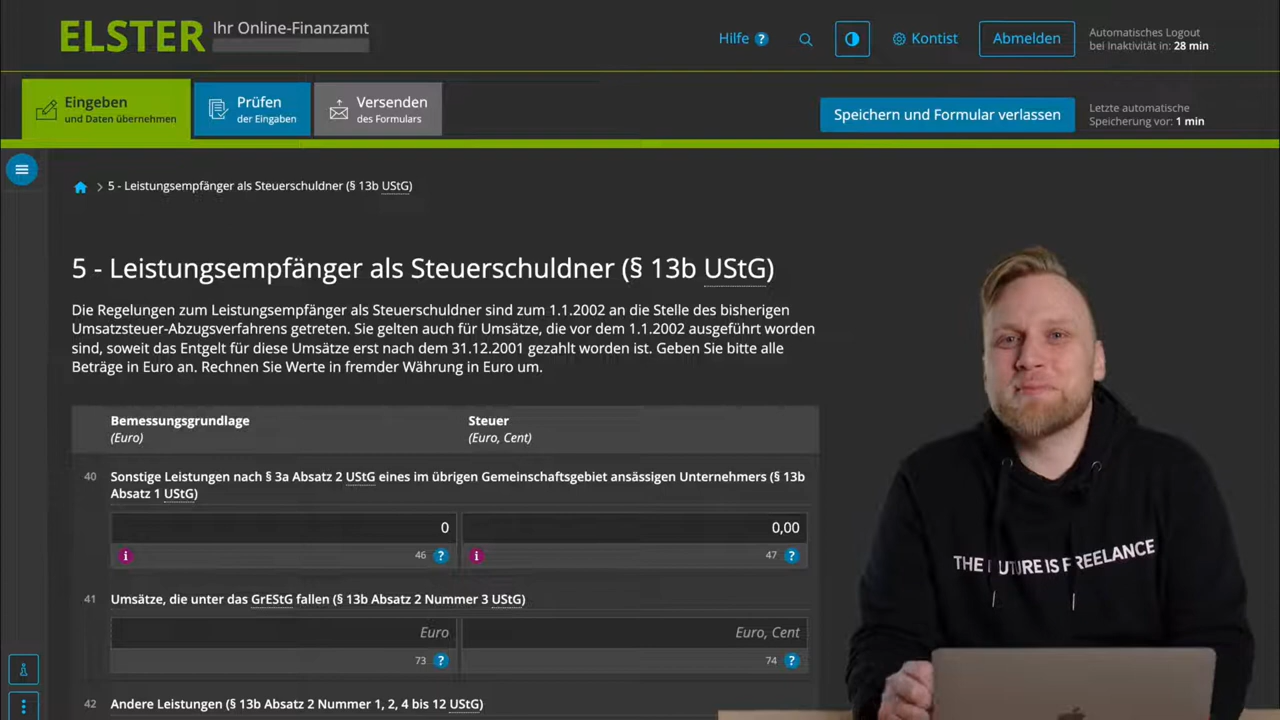 ELSTER
Ihr Online-Finanzamt
Hilfe ?
Kontist
Abmelden
Automatisches Logout
bei Inaktivität in: 28 min
Eingeben
und Daten übernehmen
Prüfen
der Eingaben
Versenden
des Formulars
Speichern und Formular verlassen
Letzte automatische
Speicherung vor: 1 min
5 - Leistungsempfänger als Steuerschuldner (§ 13b UStG)
5 - Leistungsempfänger als Steuerschuldner (§ 13b UStG)
Die Regelungen zum Leistungsempfänger als Steuerschuldner sind zum 1.1.2002 an die Stelle des bisherigen
Umsatzsteuer-Abzugsverfahrens getreten. Sie gelten auch für Umsätze, die vor dem 1.1.2002 ausgeführt worden
sind, soweit das Entgelt für diese Umsätze erst nach dem 31.12.2001 gezahlt worden ist. Geben Sie bitte alle
Beträge in Euro an. Rechnen Sie Werte in fremder Währung in Euro um.
Bemessungsgrundlage
(Euro)
Steuer
(Euro, Cent)
40 Sonstige Leistungen nach § 3a Absatz 2 UStG eines im übrigen Gemeinschaftsgebiet ansässigen Unternehmers (§ 13b
Absatz 1 UStG)
0 0,00
i 46 ? i 47 ?
41 Umsätze, die unter das GrEStG fallen (§ 13b Absatz 2 Nummer 3 UStG)
Euro Euro, Cent
73 ? 74 ?
42 Andere Leistungen (§ 13b Absatz 2 Nummer 1, 2, 4 bis 12 UStG)
THE FUTURE IS FREELANCE
i